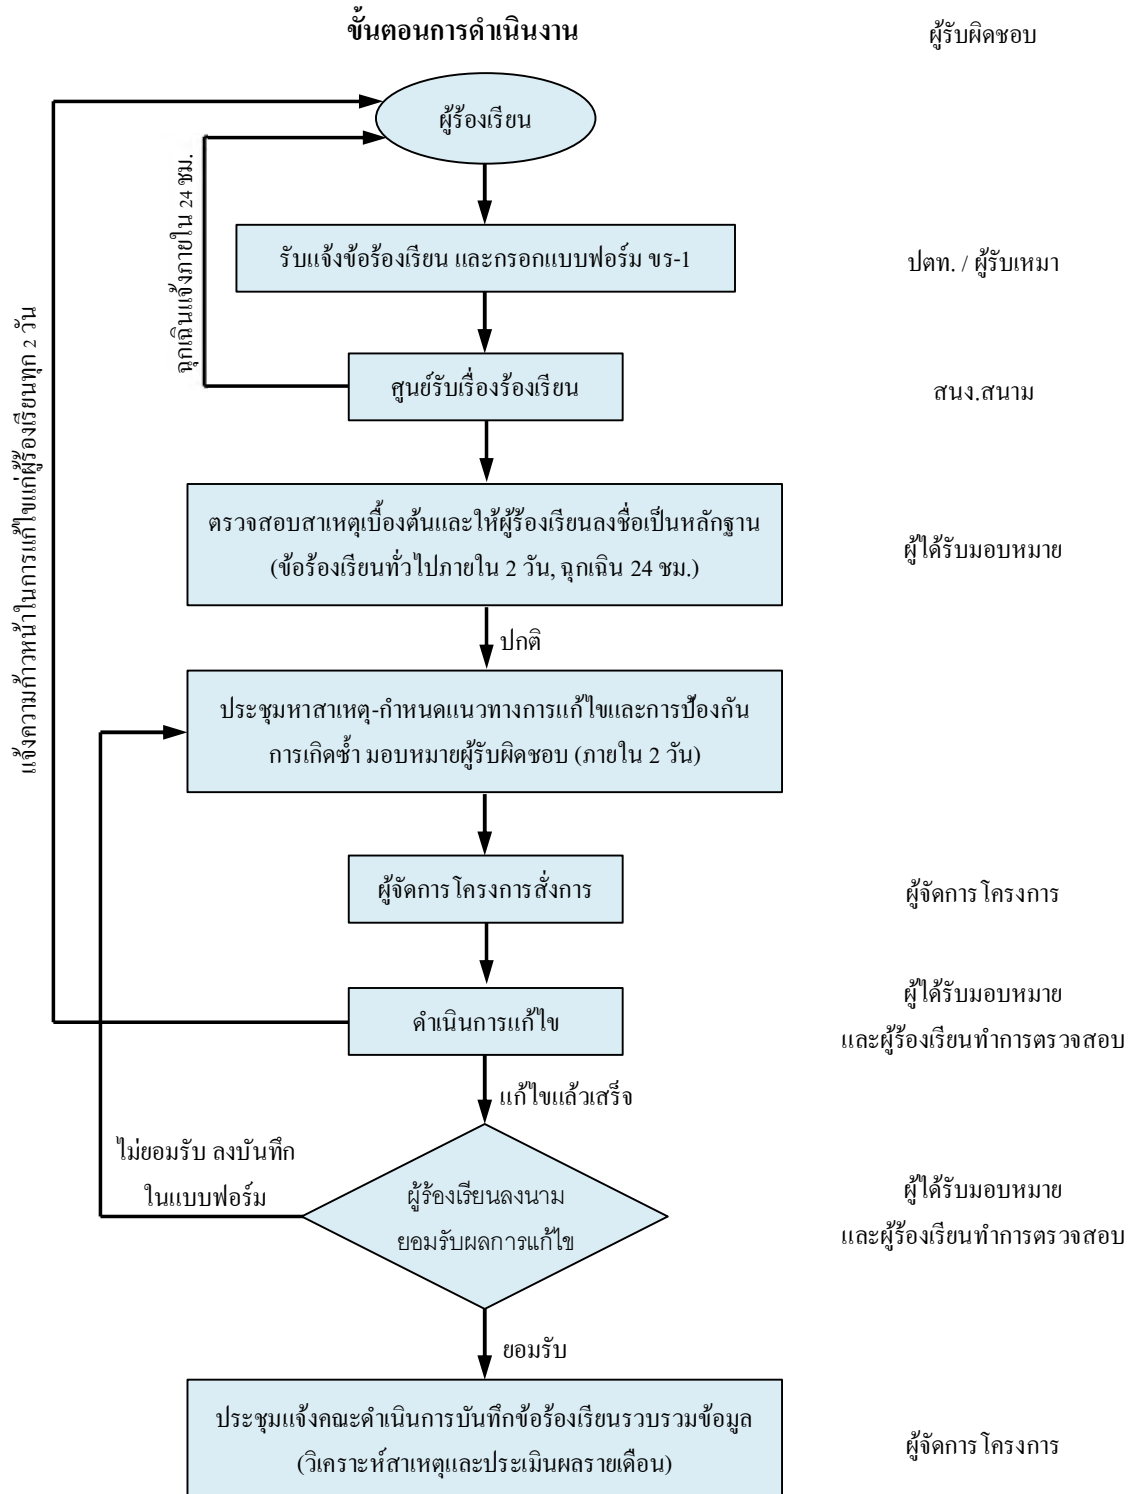 ขั้นตอนการดำเนินงาน
ผู้รับผิดชอบ
ผู้ร้องเรียน
ฉุกเฉินแจ้งภายใน 24 ชม.
แจ้งความก้าวหน้าในการแก้ไขแก่ผู้ร้องเรียนทุก 2 วัน
รับแจ้งข้อร้องเรียน และกรอกแบบฟอร์ม ขร-1
ปตท. / ผู้รับเหมา
ศูนย์รับเรื่องร้องเรียน
สนง.สนาม
ตรวจสอบสาเหตุเบื้องต้นและให้ผู้ร้องเรียนลงชื่อเป็นหลักฐาน
(ข้อร้องเรียนทั่วไปภายใน 2 วัน, ฉุกเฉิน 24 ชม.)
ผู้ได้รับมอบหมาย
ปกติ
ประชุมหาสาเหตุ-กำหนดแนวทางการแก้ไขและการป้องกัน
การเกิดซ้ำ มอบหมายผู้รับผิดชอบ (ภายใน 2 วัน)
ผู้จัดการโครงการสั่งการ
ผู้จัดการโครงการ
ดำเนินการแก้ไข
ผู้ได้รับมอบหมาย
และผู้ร้องเรียนทำการตรวจสอบ
แก้ไขแล้วเสร็จ
ไม่ยอมรับ ลงบันทึก
ในแบบฟอร์ม
ผู้ร้องเรียนลงนาม
ยอมรับผลการแก้ไข
ผู้ได้รับมอบหมาย
และผู้ร้องเรียนทำการตรวจสอบ
ยอมรับ
ประชุมแจ้งคณะดำเนินการบันทึกข้อร้องเรียนรวบรวมข้อมูล
(วิเคราะห์สาเหตุและประเมินผลรายเดือน)
ผู้จัดการโครงการ